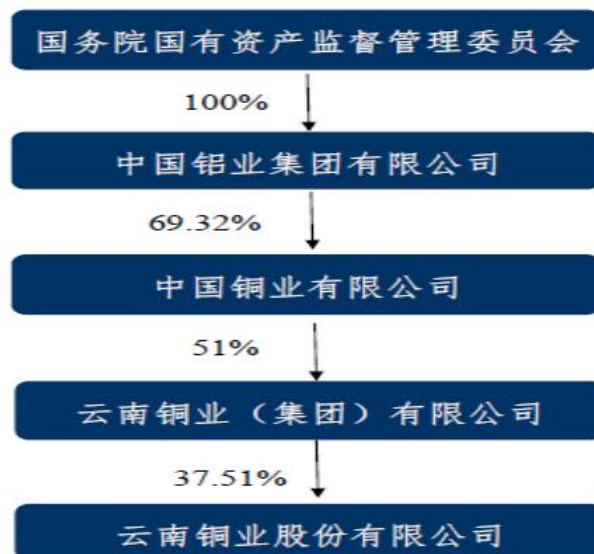 国务院国有资产监督管理委员会
100%
中国铝业集团有限公司
69.32%
中国铜业有限公司
51%
云南铜业（集团）有限公司
37.51%
云南铜业股份有限公司